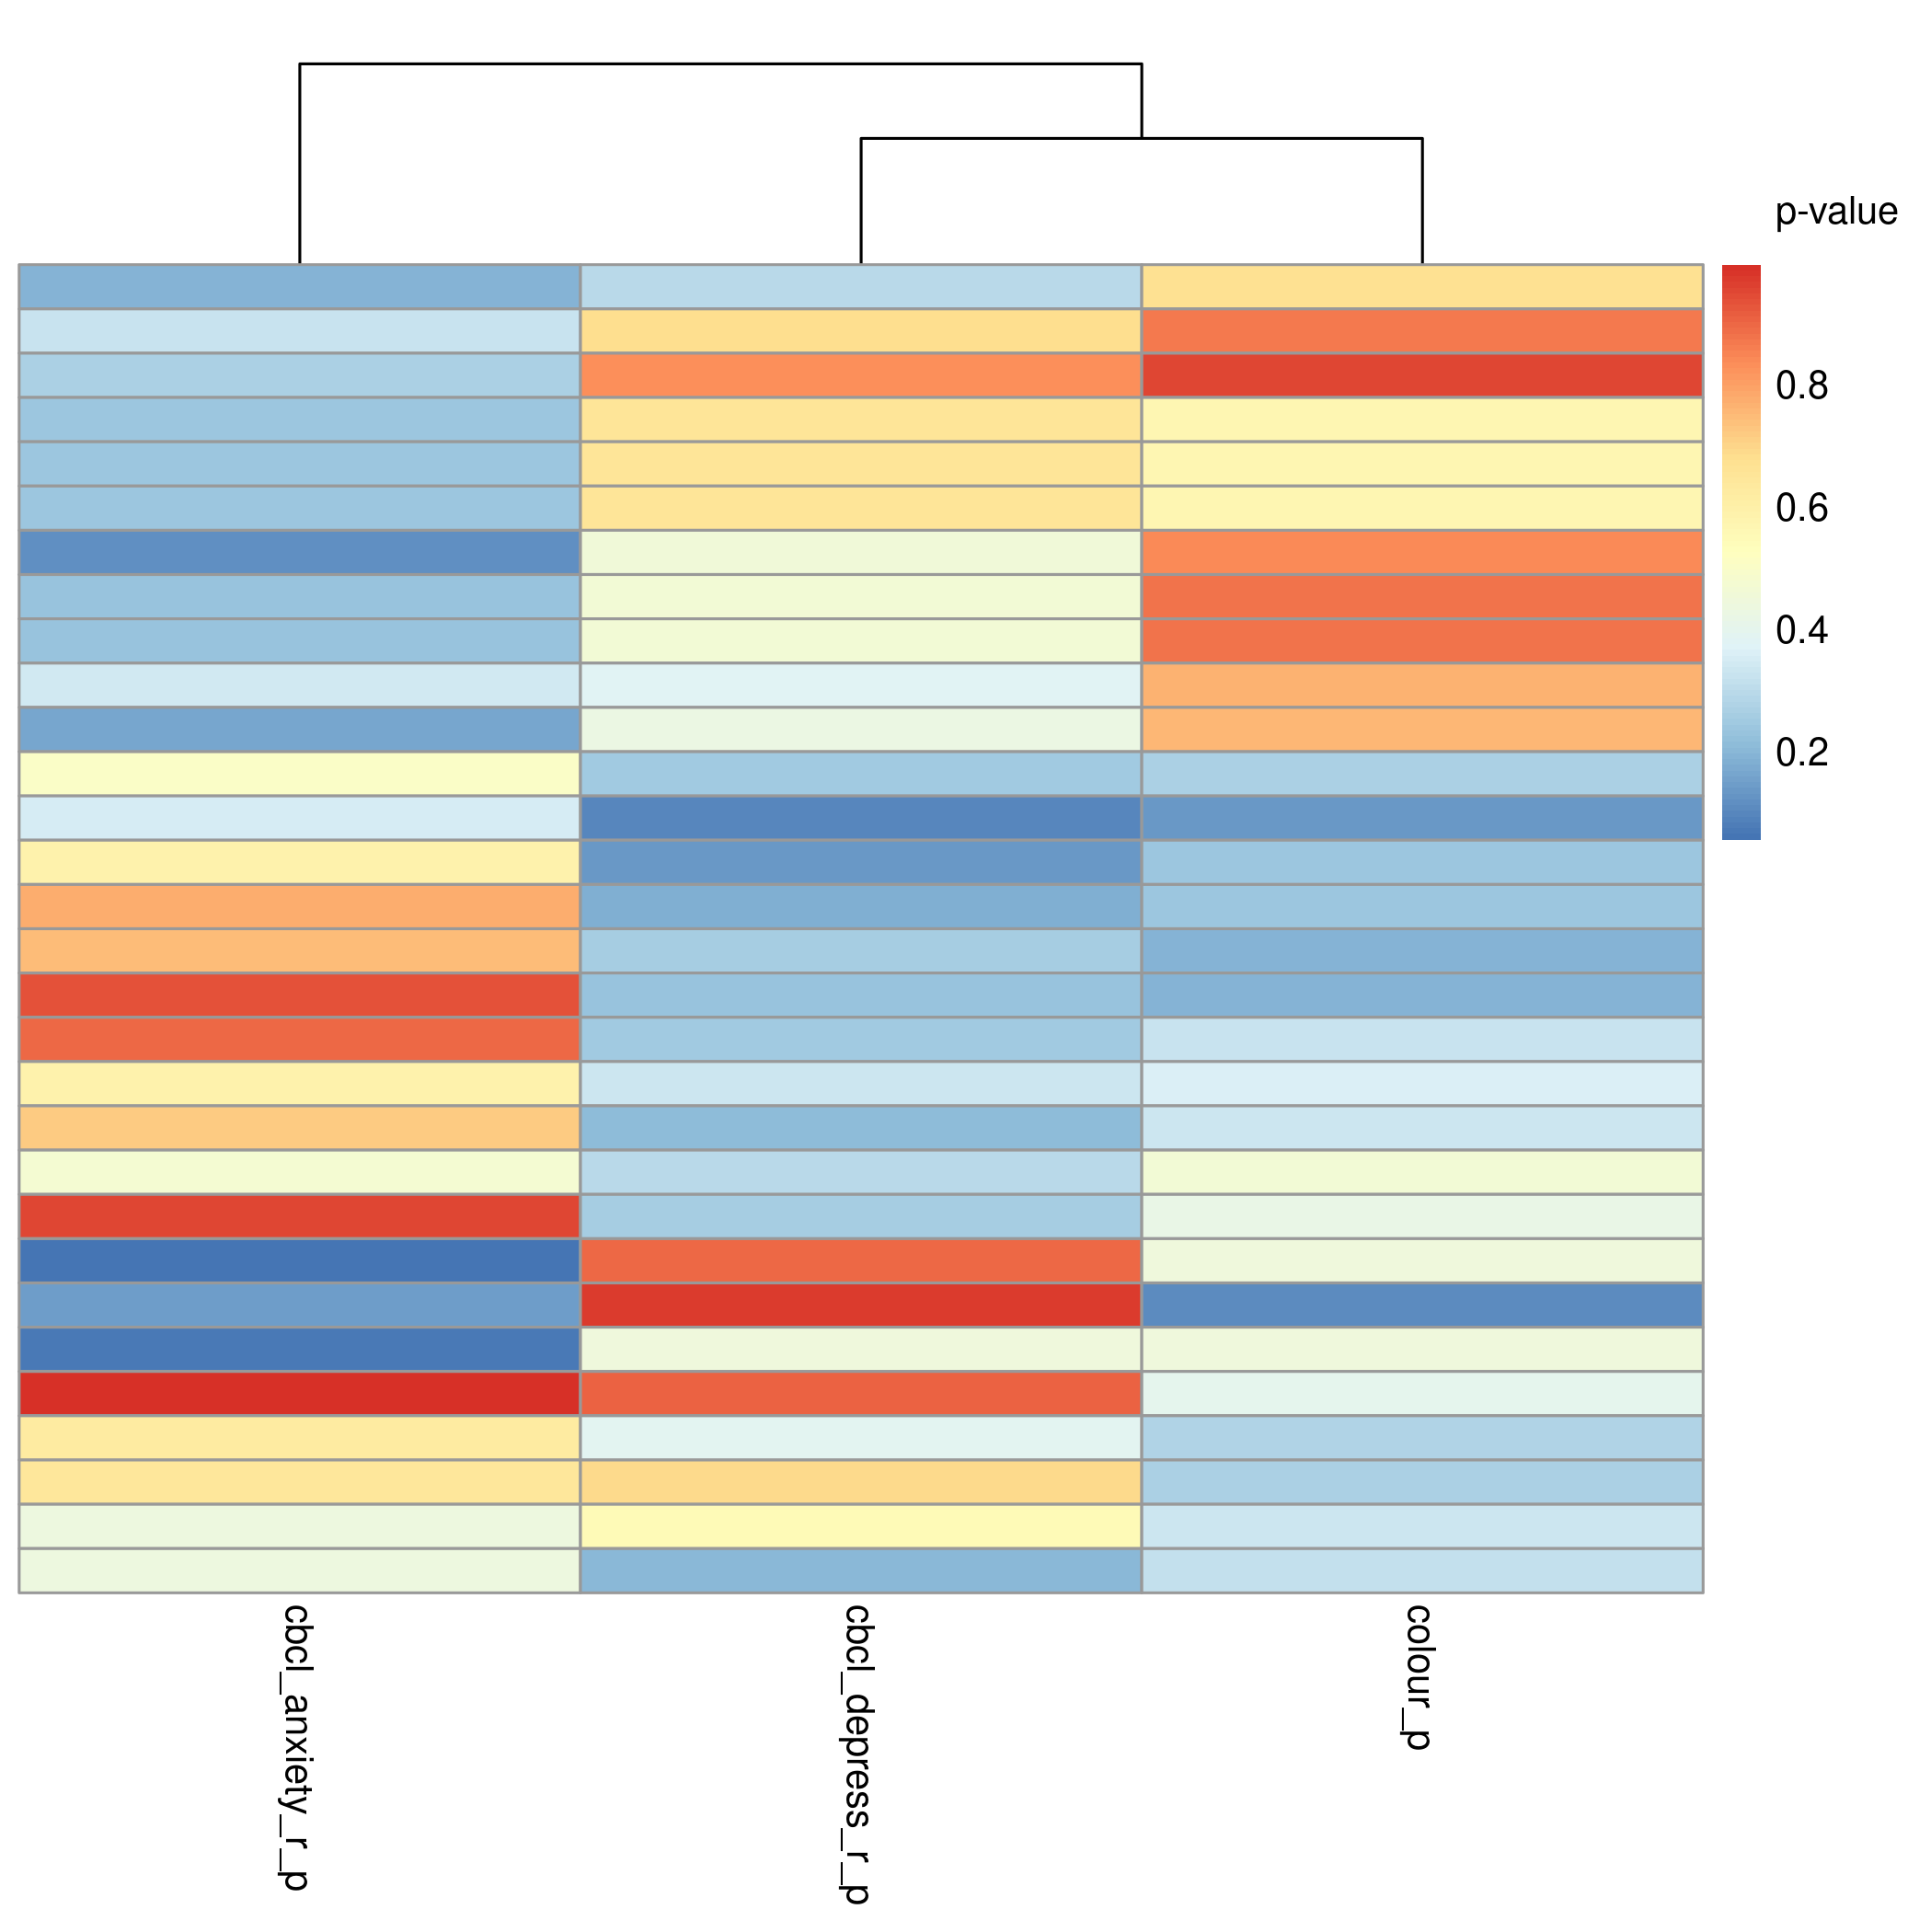 p-value
0.8
0.6
0.4
0.2
cbcl_anxiety_r_p
cbcl_depress_r_p
colour_p